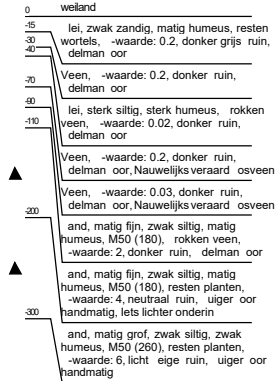 0 weiland
-15
lei, zwak zandig, matig humeus, resten
wortels, -waarde: 0.2, donker grijs ruin,
-30
delman oor
-40
Veen, -waarde: 0.2, donker ruin,
delman oor
-70
lei, sterk siltig, sterk humeus, rokken
veen, -waarde: 0.02, donker ruin,
-90
delman oor
-110
Veen, -waarde: 0.2, donker ruin,
delman oor, Nauwelijks veraard osveen
Veen, -waarde: 0.03, donker ruin,
delman oor, Nauwelijks veraard osveen
-200
and, matig fijn, zwak siltig, matig
humeus, M50 (180), rokken veen,
-waarde: 2, donker ruin, delman oor
and, matig fijn, zwak siltig, matig
humeus, M50 (180), resten planten,
-waarde: 4, neutraal ruin, uiger oor
handmatig, Iets lichter onderin
-300
and, matig grof, zwak siltig, zwak
humeus, M50 (260), resten planten,
-waarde: 6, licht eige ruin, uiger oor
handmatig